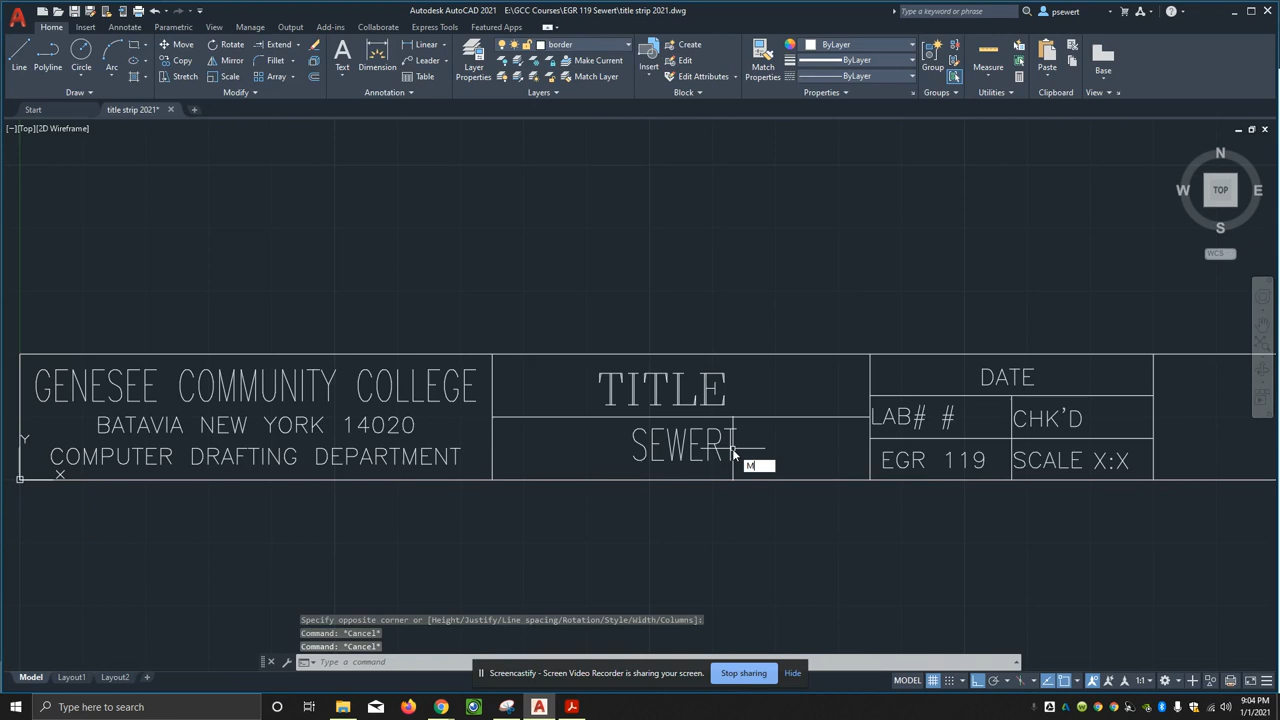 Autodesk AutoCAD 2021 E:\GCC Courses\EGR 119 Sewert\title strip 2021.dwg
Type a keyword or phrase
psewert
Home Insert Annotate Parametric View Manage Output Add-ins Collaborate Express Tools Featured Apps
Line Polyline Circle Arc
Move Rotate Extend
Copy Mirror Fillet
Stretch Scale Array
Text Dimension
Linear
Leader
Table
Layer Properties
border
Make Current
Match Layer
Insert
Create
Edit
Edit Attributes
Match Properties
ByLayer
ByLayer
ByLayer
Group
Measure
Paste
Base
Draw Modify Annotation Layers Block Properties Groups Utilities Clipboard View
Start title strip 2021*
[−][Top][2D Wireframe]
N
W TOP E
S
WCS
GENESEE COMMUNITY COLLEGE
BATAVIA NEW YORK 14020
COMPUTER DRAFTING DEPARTMENT
TITLE
SEWERT
M
DATE
LAB# # CHK'D
EGR 119 SCALE X:X
Y
X
Specify opposite corner or [Height/Justify/Line spacing/Rotation/Style/Width/Columns]:
Command: *Cancel*
Command: *Cancel*
Type a command
Screencastify - Screen Video Recorder is sharing your screen. Stop sharing Hide
Model Layout1 Layout2
MODEL 1:1
Type here to search
9:04 PM
1/1/2021